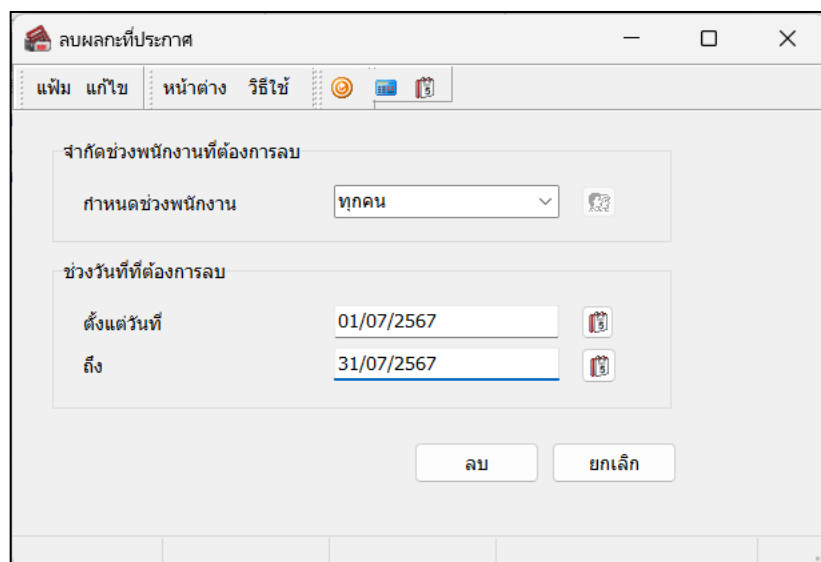 ลบผลกะที่ประกาศ
แฟ้ม แก้ไข หน้าต่าง วิธีใช้
จำกัดช่วงพนักงานที่ต้องการลบ
กำหนดช่วงพนักงาน ทุกคน
ช่วงวันที่ที่ต้องการลบ
ตั้งแต่วันที่ 01/07/2567
ถึง 31/07/2567
ลบ ยกเลิก